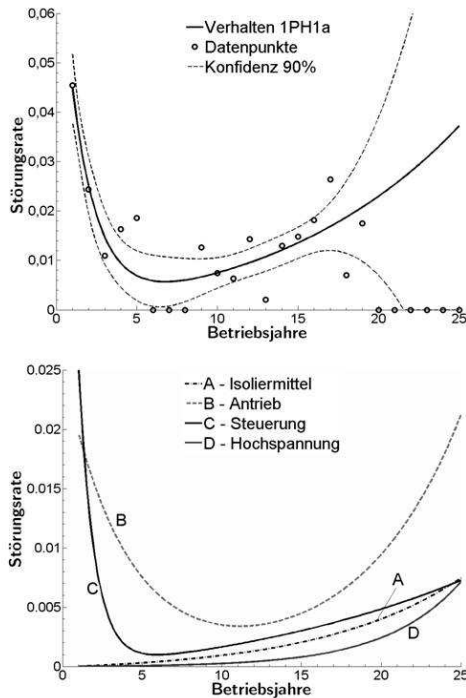 0,06
0,05
0,04
0,03
0,02
0,01
0
Störungsrate
Verhalten 1PH1a
Datenpunkte
Konfidenz 90%
0 5 10 15 20 25
Betriebsjahre
0.025
0.02
0.015
0.01
0.005
0
Störungsrate
A - Isoliermittel
B - Antrieb
C - Steuerung
D - Hochspannung
B
C
A
D
0 5 10 15 20 25
Betriebsjahre